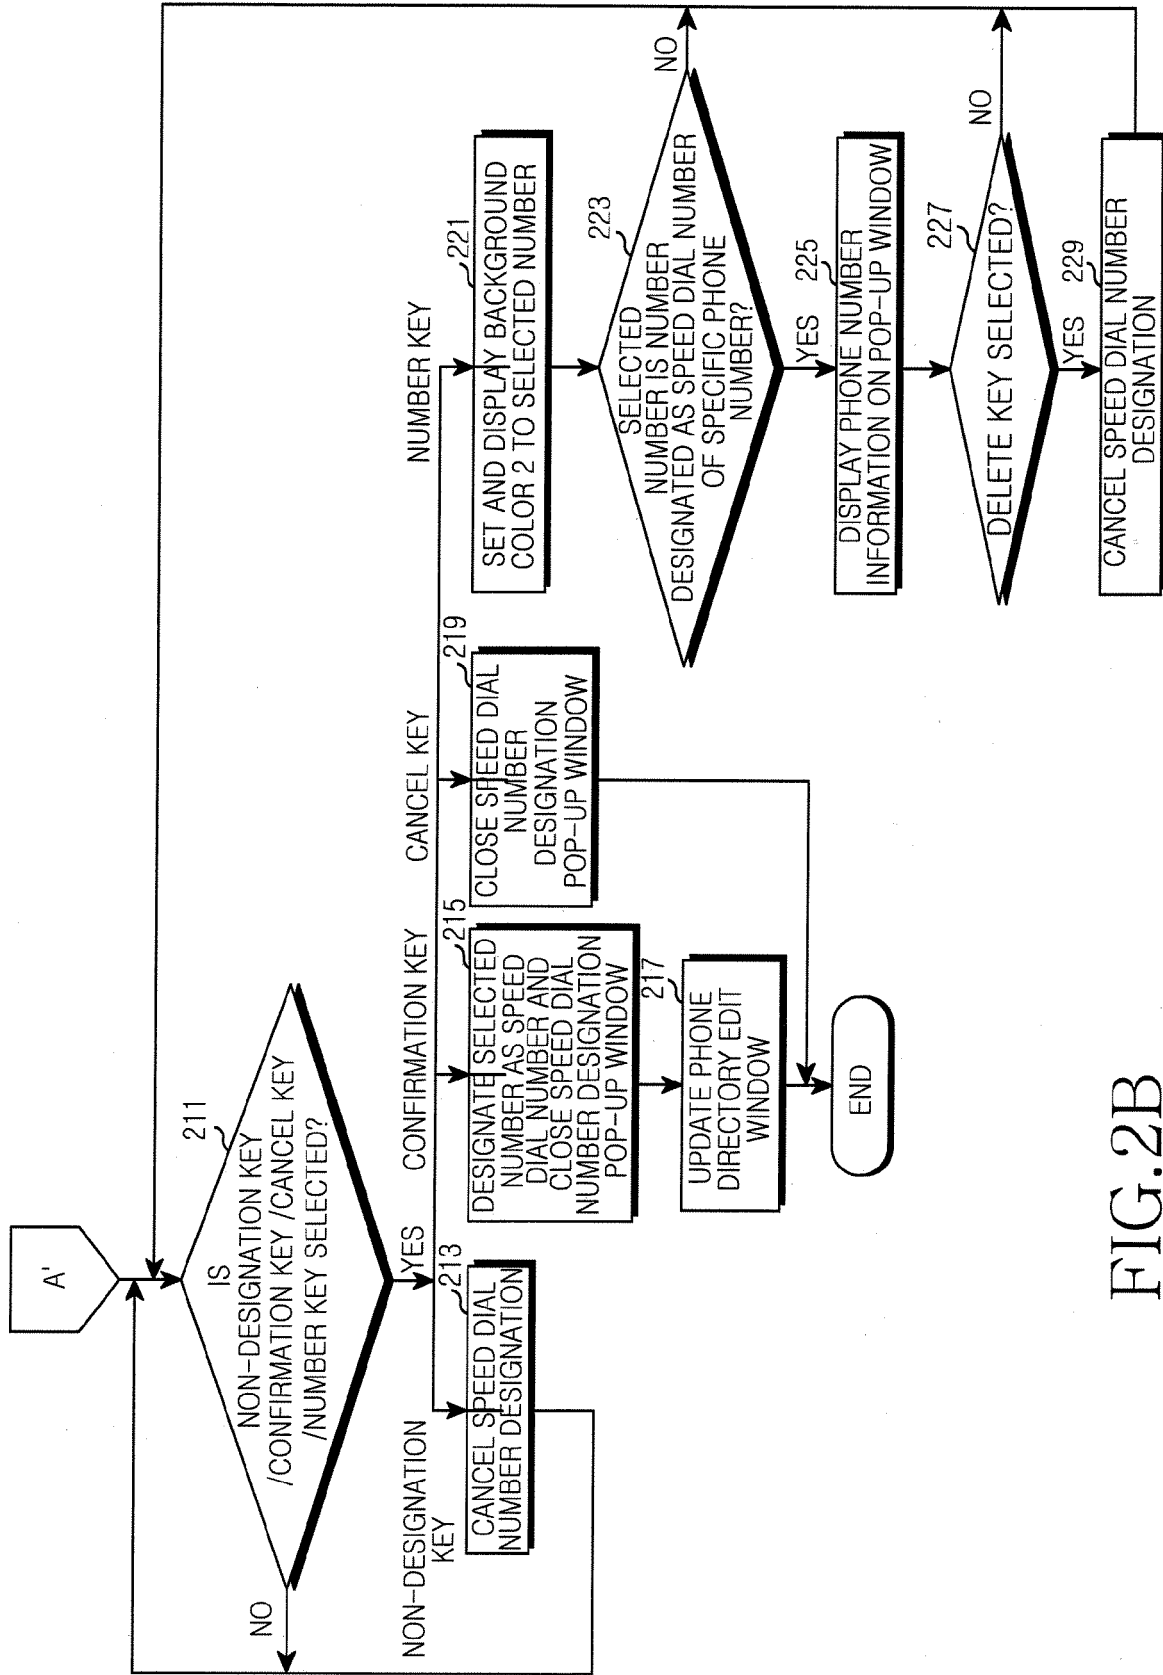 A'
IS
NON-DESIGNATION KEY
/CONFIRMATION KEY /CANCEL KEY
/NUMBER KEY SELECTED?
211
NO
YES
NON-DESIGNATION
KEY
CONFIRMATION KEY
CANCEL KEY
NUMBER KEY
213
CANCEL SPEED DIAL
NUMBER DESIGNATION
215
DESIGNATE SELECTED
NUMBER AS SPEED
DIAL NUMBER AND
CLOSE SPEED DIAL
NUMBER DESIGNATION
POP-UP WINDOW
217
UPDATE PHONE
DIRECTORY EDIT
WINDOW
END
219
CLOSE SPEED DIAL
NUMBER
DESIGNATION
POP-UP WINDOW
221
SET AND DISPLAY BACKGROUND
COLOR 2 TO SELECTED NUMBER
223
SELECTED
NUMBER IS NUMBER
DESIGNATED AS SPEED DIAL NUMBER
OF SPECIFIC PHONE
NUMBER?
NO
YES
225
DISPLAY PHONE NUMBER
INFORMATION ON POP-UP WINDOW
227
DELETE KEY SELECTED?
NO
YES
229
CANCEL SPEED DIAL NUMBER
DESIGNATION
FIG.2B